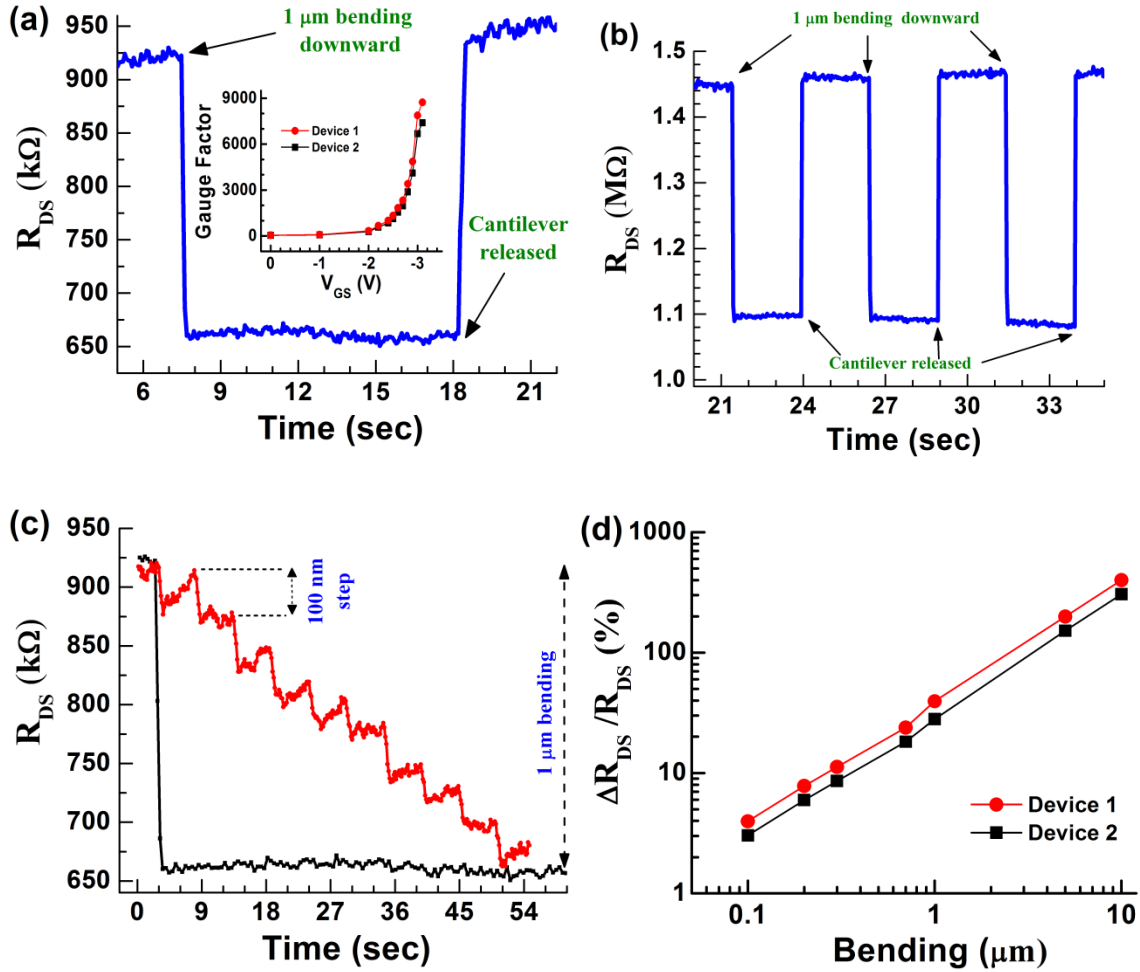 (a)
1 μm bending
downward
Cantilever
released
R_DS (kΩ)
950
900
850
800
750
700
650
6 9 12 15 18 21
Time (sec)
Gauge Factor
9000
6000
3000
0
Device 1
Device 2
0 -1 -2 -3
V_GS (V)
(b)
1 μm bending downward
Cantilever released
R_DS (MΩ)
1.5
1.4
1.3
1.2
1.1
1.0
21 24 27 30 33
Time (sec)
(c)
100 nm
step
1 μm bending
R_DS (kΩ)
950
900
850
800
750
700
650
0 9 18 27 36 45 54
Time (sec)
(d)
ΔR_DS /R_DS (%)
1000
100
10
1
Device 1
Device 2
0.1 1 10
Bending (μm)